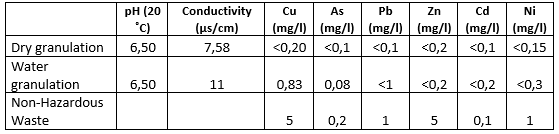 pH (20 ˚C) Conductivity (µs/cm) Cu (mg/l) As (mg/l) Pb (mg/l) Zn (mg/l) Cd (mg/l) Ni (mg/l)
Dry granulation 6,50 7,58 <0,20 <0,1 <0,1 <0,2 <0,1 <0,15
Water granulation 6,50 11 0,83 0,08 <1 <0,2 <0,2 <0,3
Non-Hazardous Waste 5 0,2 1 5 0,1 1